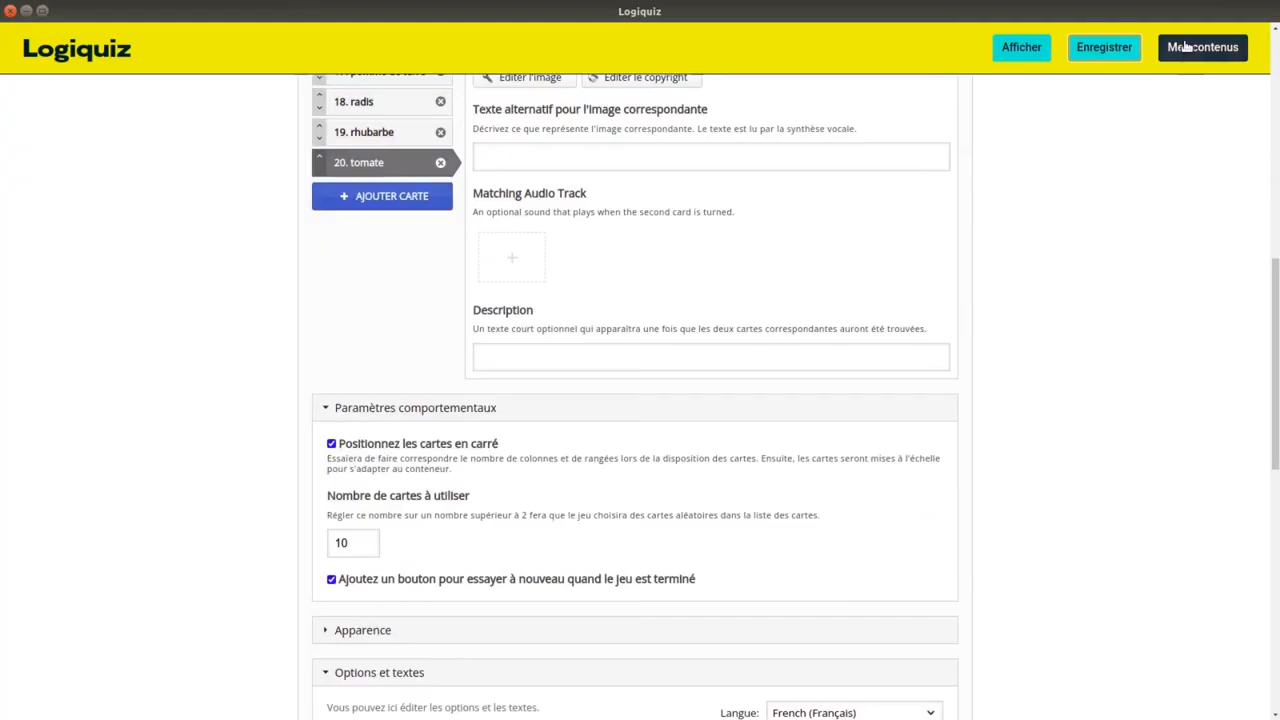 Logiquiz
Logiquiz
Afficher
Enregistrer
Mes contenus
Editer l'image
Editer le copyright
18. radis
19. rhubarbe
20. tomate
AJOUTER CARTE
Texte alternatif pour l'image correspondante
Décrivez ce que représente l'image correspondante. Le texte est lu par la synthèse vocale.
Matching Audio Track
An optional sound that plays when the second card is turned.
Description
Un texte court optionnel qui apparaîtra une fois que les deux cartes correspondantes auront été trouvées.
Paramètres comportementaux
Positionnez les cartes en carré
Essaiera de faire correspondre le nombre de colonnes et de rangées lors de la disposition des cartes. Ensuite, les cartes seront mises à l'échelle
pour s'adapter au conteneur.
Nombre de cartes à utiliser
Régler ce nombre sur un nombre supérieur à 2 fera que le jeu choisira des cartes aléatoires dans la liste des cartes.
10
Ajoutez un bouton pour essayer à nouveau quand le jeu est terminé
Apparence
Options et textes
Vous pouvez ici éditer les options et les textes.
Langue: French (Français)